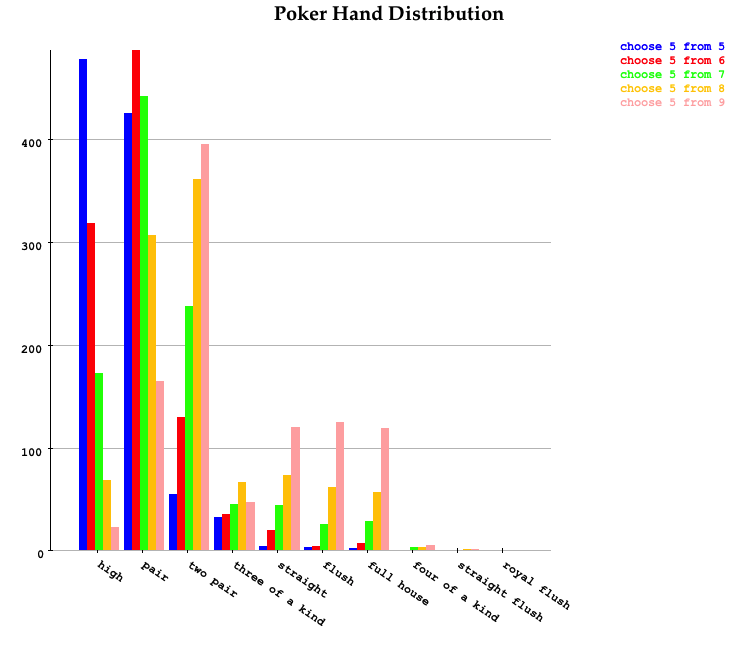 Poker Hand Distribution
choose 5 from 5
choose 5 from 6
choose 5 from 7
choose 5 from 8
choose 5 from 9
400
300
200
100
0
high
pair
two pair
three of a kind
straight
flush
full house
four of a kind
straight flush
royal flush